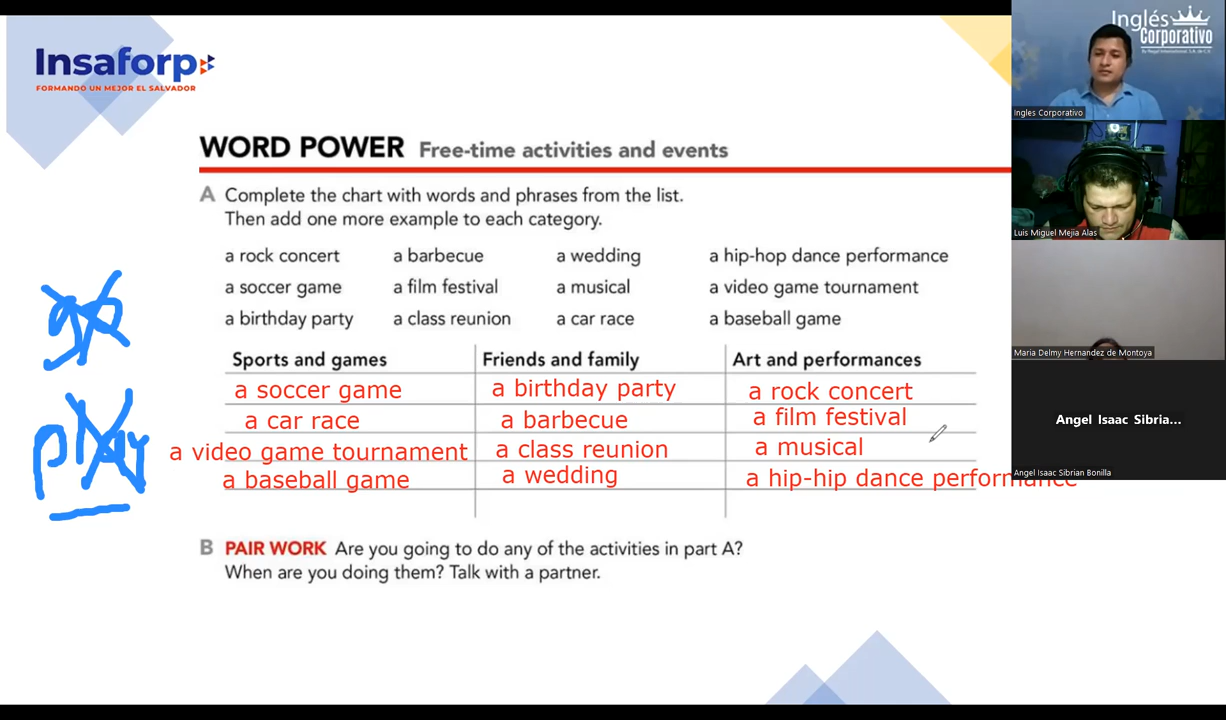 Insaforp
FORMANDO UN MEJOR EL SALVADOR
Inglés
Corporativo
Ingles Corporativo
Luis Miguel Mejia Alas
Maria Delmy Hernandez de Montoya
Angel Isaac Sibria...
Angel Isaac Sibrian Bonilla
WORD POWER Free-time activities and events
A Complete the chart with words and phrases from the list.
Then add one more example to each category.
a rock concert a barbecue a wedding a hip-hop dance performance
a soccer game a film festival a musical a video game tournament
a birthday party a class reunion a car race a baseball game
Sports and games Friends and family Art and performances
a soccer game a birthday party a rock concert
a car race a barbecue a film festival
a video game tournament a class reunion a musical
a baseball game a wedding a hip-hip dance performance
go
play
B PAIR WORK Are you going to do any of the activities in part A?
When are you doing them? Talk with a partner.